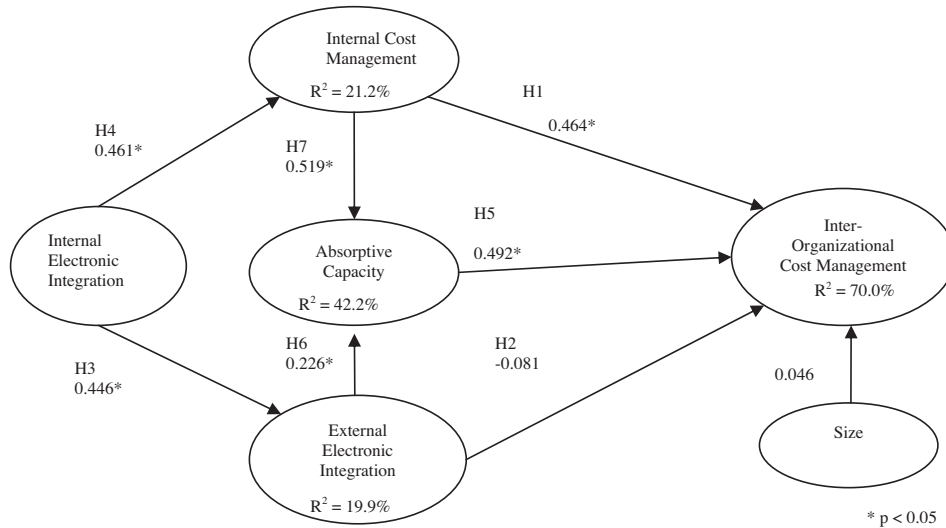 Internal Cost
Management
R² = 21.2%
H1
0.464*
H4
0.461*
H7
0.519*
Internal
Electronic
Integration
Absorptive
Capacity
R² = 42.2%
H5
0.492*
Inter-
Organizational
Cost Management
R² = 70.0%
H3
0.446*
H6
0.226*
H2
-0.081
0.046
External
Electronic
Integration
R² = 19.9%
Size
* p < 0.05